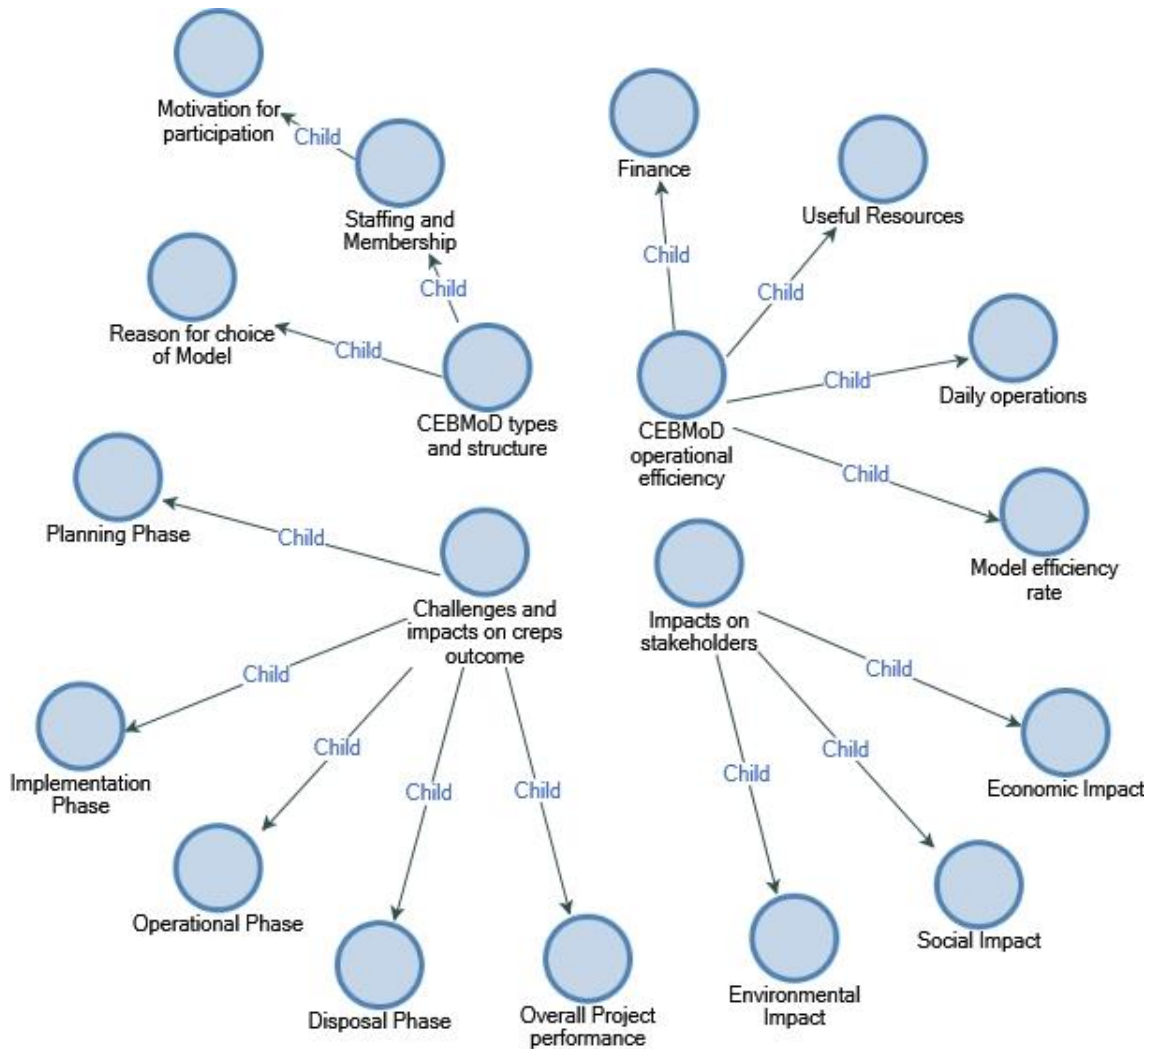 Motivation for
participation
Child
Staffing and
Membership
Child
Reason for choice
of Model
Child
CEBMoD types
and structure
Finance
Child
Useful Resources
Child
Daily operations
Child
CEBMoD
operational
efficiency
Child
Model efficiency
rate
Planning Phase
Child
Challenges and
impacts on creps
outcome
Child
Implementation
Phase
Child
Operational Phase
Child
Disposal Phase
Child
Overall Project
performance
Impacts on
stakeholders
Child
Economic Impact
Child
Social Impact
Child
Environmental
Impact